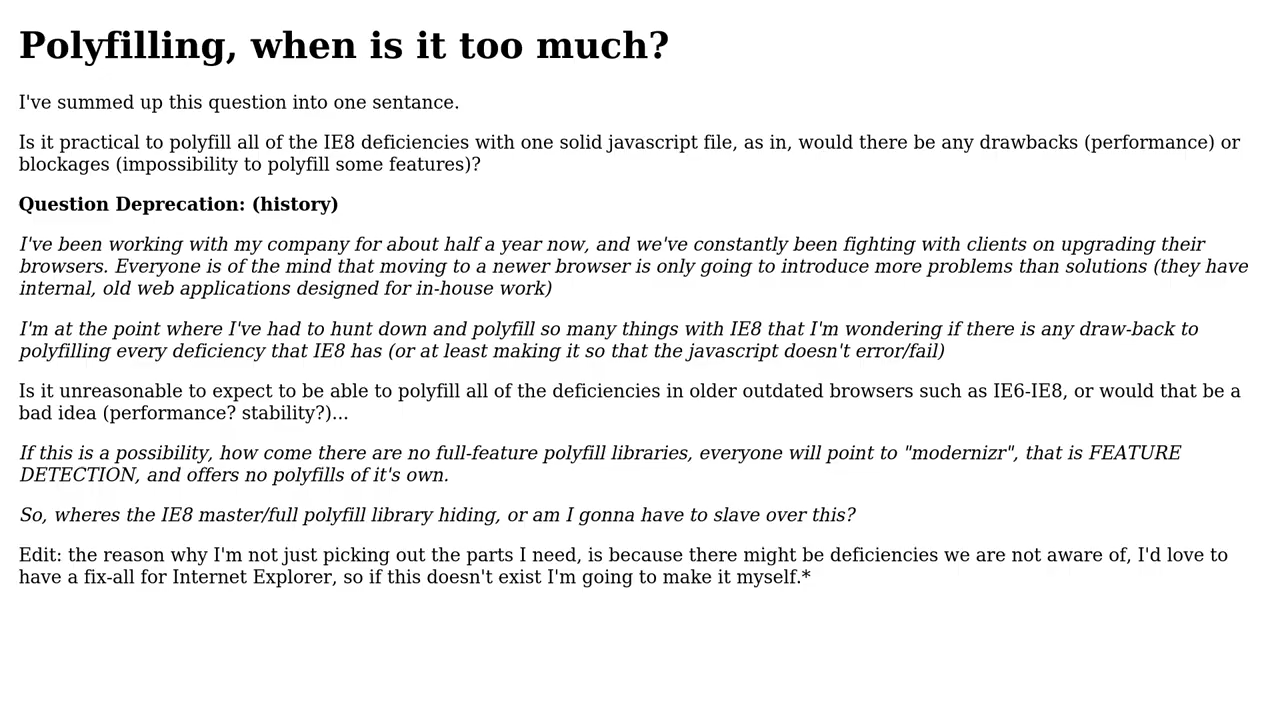 Polyfilling, when is it too much?
I've summed up this question into one sentence.
Is it practical to polyfill all of the IE8 deficiencies with one solid javascript file, as in, would there be any drawbacks (performance) or
blockages (impossibility to polyfill some features)?
Question Deprecation: (history)
I've been working with my company for about half a year now, and we've constantly been fighting with clients on upgrading their
browsers. Everyone is of the mind that moving to a newer browser is only going to introduce more problems than solutions (they have
internal, old web applications designed for in-house work)
I'm at the point where I've had to hunt down and polyfill so many things with IE8 that I'm wondering if there is any draw-back to
polyfilling every deficiency that IE8 has (or at least making it so that the javascript doesn't error/fail)
Is it unreasonable to expect to be able to polyfill all of the deficiencies in older outdated browsers such as IE6-IE8, or would that be a
bad idea (performance? stability?)...
If this is a possibility, how come there are no full-feature polyfill libraries, everyone will point to "modernizr", that is FEATURE
DETECTION, and offers no polyfills of it's own.
So, wheres the IE8 master/full polyfill library hiding, or am I gonna have to slave over this?
Edit: the reason why I'm not just picking out the parts I need, is because there might be deficiencies we are not aware of, I'd love to
have a fix-all for Internet Explorer, so if this doesn't exist I'm going to make it myself.*